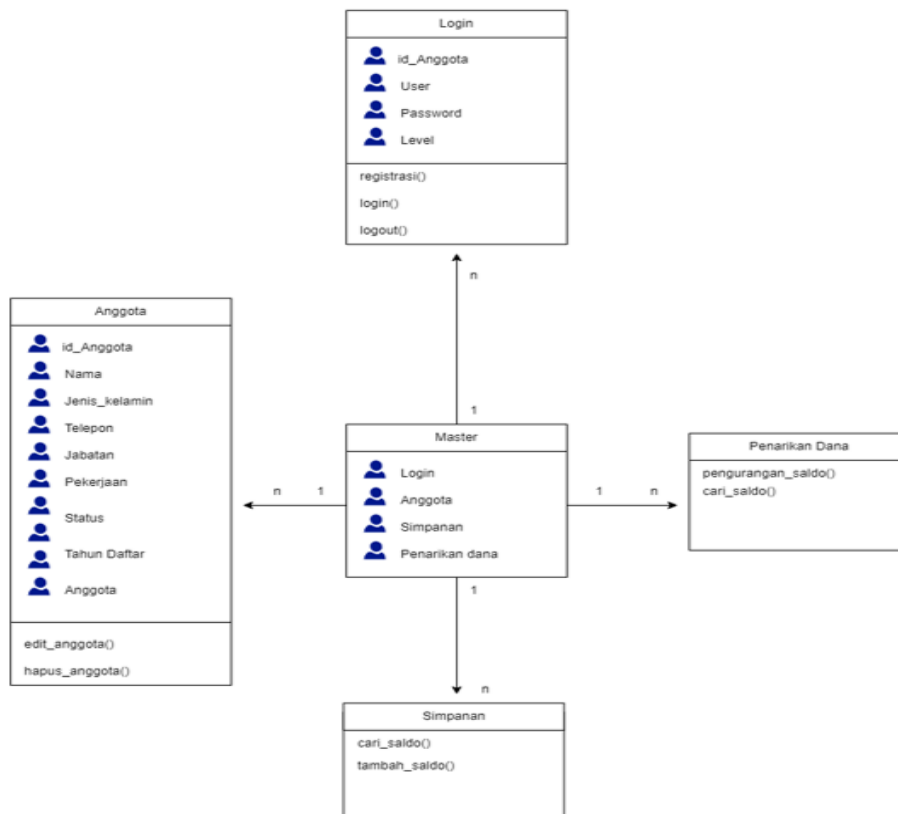 Login
id_Anggota
User
Password
Level
registrasi()
login()
logout()
n
1
Anggota
id_Anggota
Nama
Jenis_kelamin
Telepon
Jabatan
Pekerjaan
Status
Tahun Daftar
Anggota
edit_anggota()
hapus_anggota()
n 1
Master
Login
Anggota
Simpanan
Penarikan dana
1 n
Penarikan Dana
pengurangan_saldo()
cari_saldo()
1
n
Simpanan
cari_saldo()
tambah_saldo()